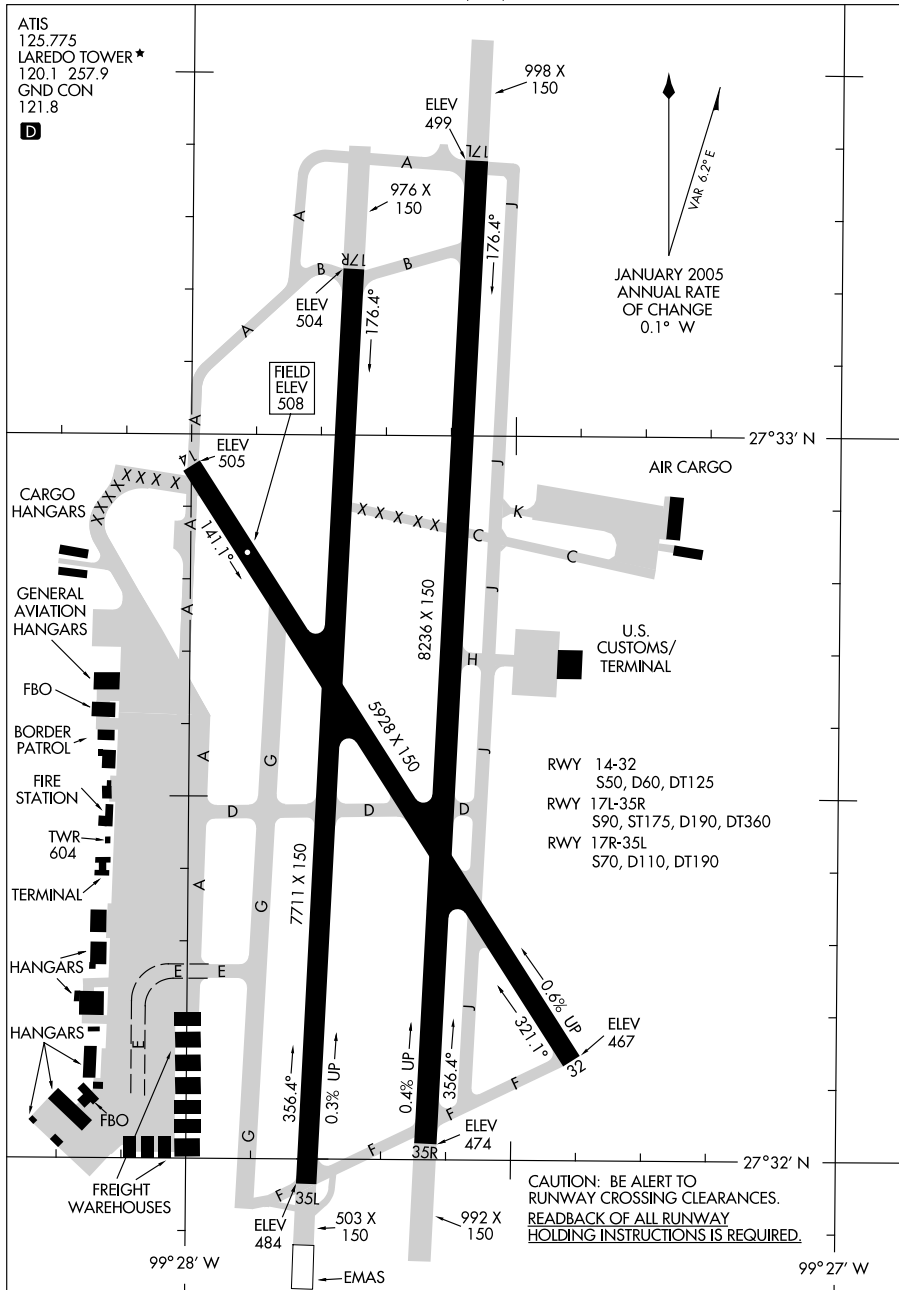 ATIS
125.775
LAREDO TOWER ★
120.1 257.9
GND CON
121.8
D
998 X
150
ELEV
499
17L
A
976 X
150
A
J
VAR 6.2° E
B
17R
B
176.4°
ELEV
504
176.4°
JANUARY 2005
ANNUAL RATE
OF CHANGE
0.1° W
A
FIELD
ELEV
508
A
27°33' N
ELEV
505
14
J
AIR CARGO
X X X X X X X X
CARGO
HANGARS
A
141.1°
X X X X X
C
K
C
GENERAL
AVIATION
HANGARS
A
J
8236 X 150
U.S.
CUSTOMS/
TERMINAL
H
FBO
BORDER
PATROL
5928 X 150
A
G
J
FIRE
STATION
RWY 14-32
S50, D60, DT125
RWY 17L-35R
S90, ST175, D190, DT360
RWY 17R-35L
S70, D110, DT190
D
D
D
TWR
604
TERMINAL
A
G
7711 X 150
HANGARS
E
E
0.6% UP
321.1°
J
ELEV
467
32
HANGARS
E
356.4°
0.3% UP
0.4% UP
356.4°
F
F
FBO
G
ELEV
474
35R
F
27°32' N
FREIGHT
WAREHOUSES
F
35L
ELEV
484
503 X
150
992 X
150
CAUTION: BE ALERT TO
RUNWAY CROSSING CLEARANCES.
READBACK OF ALL RUNWAY
HOLDING INSTRUCTIONS IS REQUIRED.
99°28' W
EMAS
99°27' W